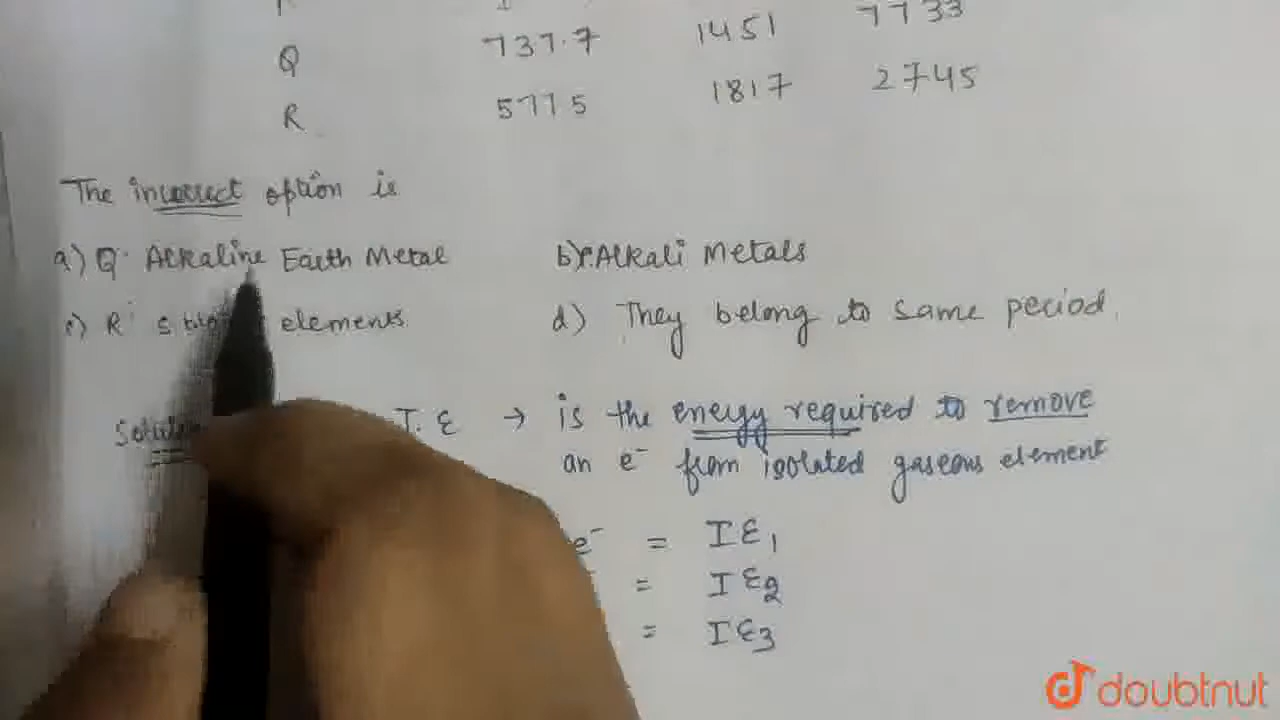 Q 737.7 1451 7733
R 577.5 1817 2745
The incorrect option is
a) Q: Alkaline Earth Metal b) P: Alkali Metals
c) R: s elements. d) They belong to same period.
I.E → is the energy required to remove
an e⁻ from isolated gaseous element
e⁻ = IE₁
= IE₂
= IE₃
doubtnut